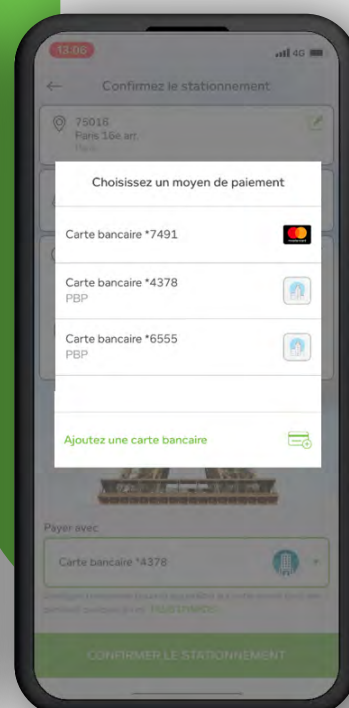 13:06
4G
Confirmez le stationnement
75016
Paris 16e arr.
Paris
Choisissez un moyen de paiement
Carte bancaire *7491
Carte bancaire *4378
PBP
Carte bancaire *6555
PBP
Ajoutez une carte bancaire
Payer avec
Carte bancaire *4378
CONFIRMER LE STATIONNEMENT